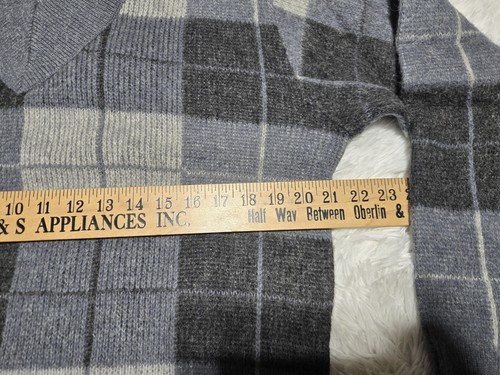 10 11 12 13 14 15 16 17 18 19 20 21 22 23
& S APPLIANCES INC. Half Way Between Oberlin &